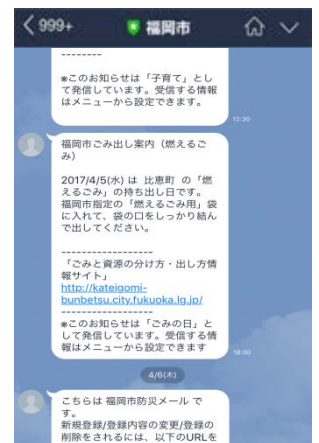 999+ 福岡市
--------
※このお知らせは「子育て」とし
て発信しています。受信する情報
はメニューから設定できます。
12:30
福岡市ごみ出し案内（燃えるご
み）
2017/4/5(水) は 比恵町 の「燃
えるごみ」の持ち出し日です。
福岡市指定の「燃えるごみ用」袋
に入れて、袋の口をしっかり結ん
で出してください。
------------------
「ごみと資源の分け方・出し方情
報サイト」
http://kateigomi-
bunbetsu.city.fukuoka.lg.jp/
------------------
※このお知らせは「ごみの日」と
して発信しています。受信する情
報はメニューから設定できます
18:00
4/6(木)
こちらは 福岡市防災メール で
す。
新規登録/登録内容の変更/登録の
削除をされるには、以下のURLを